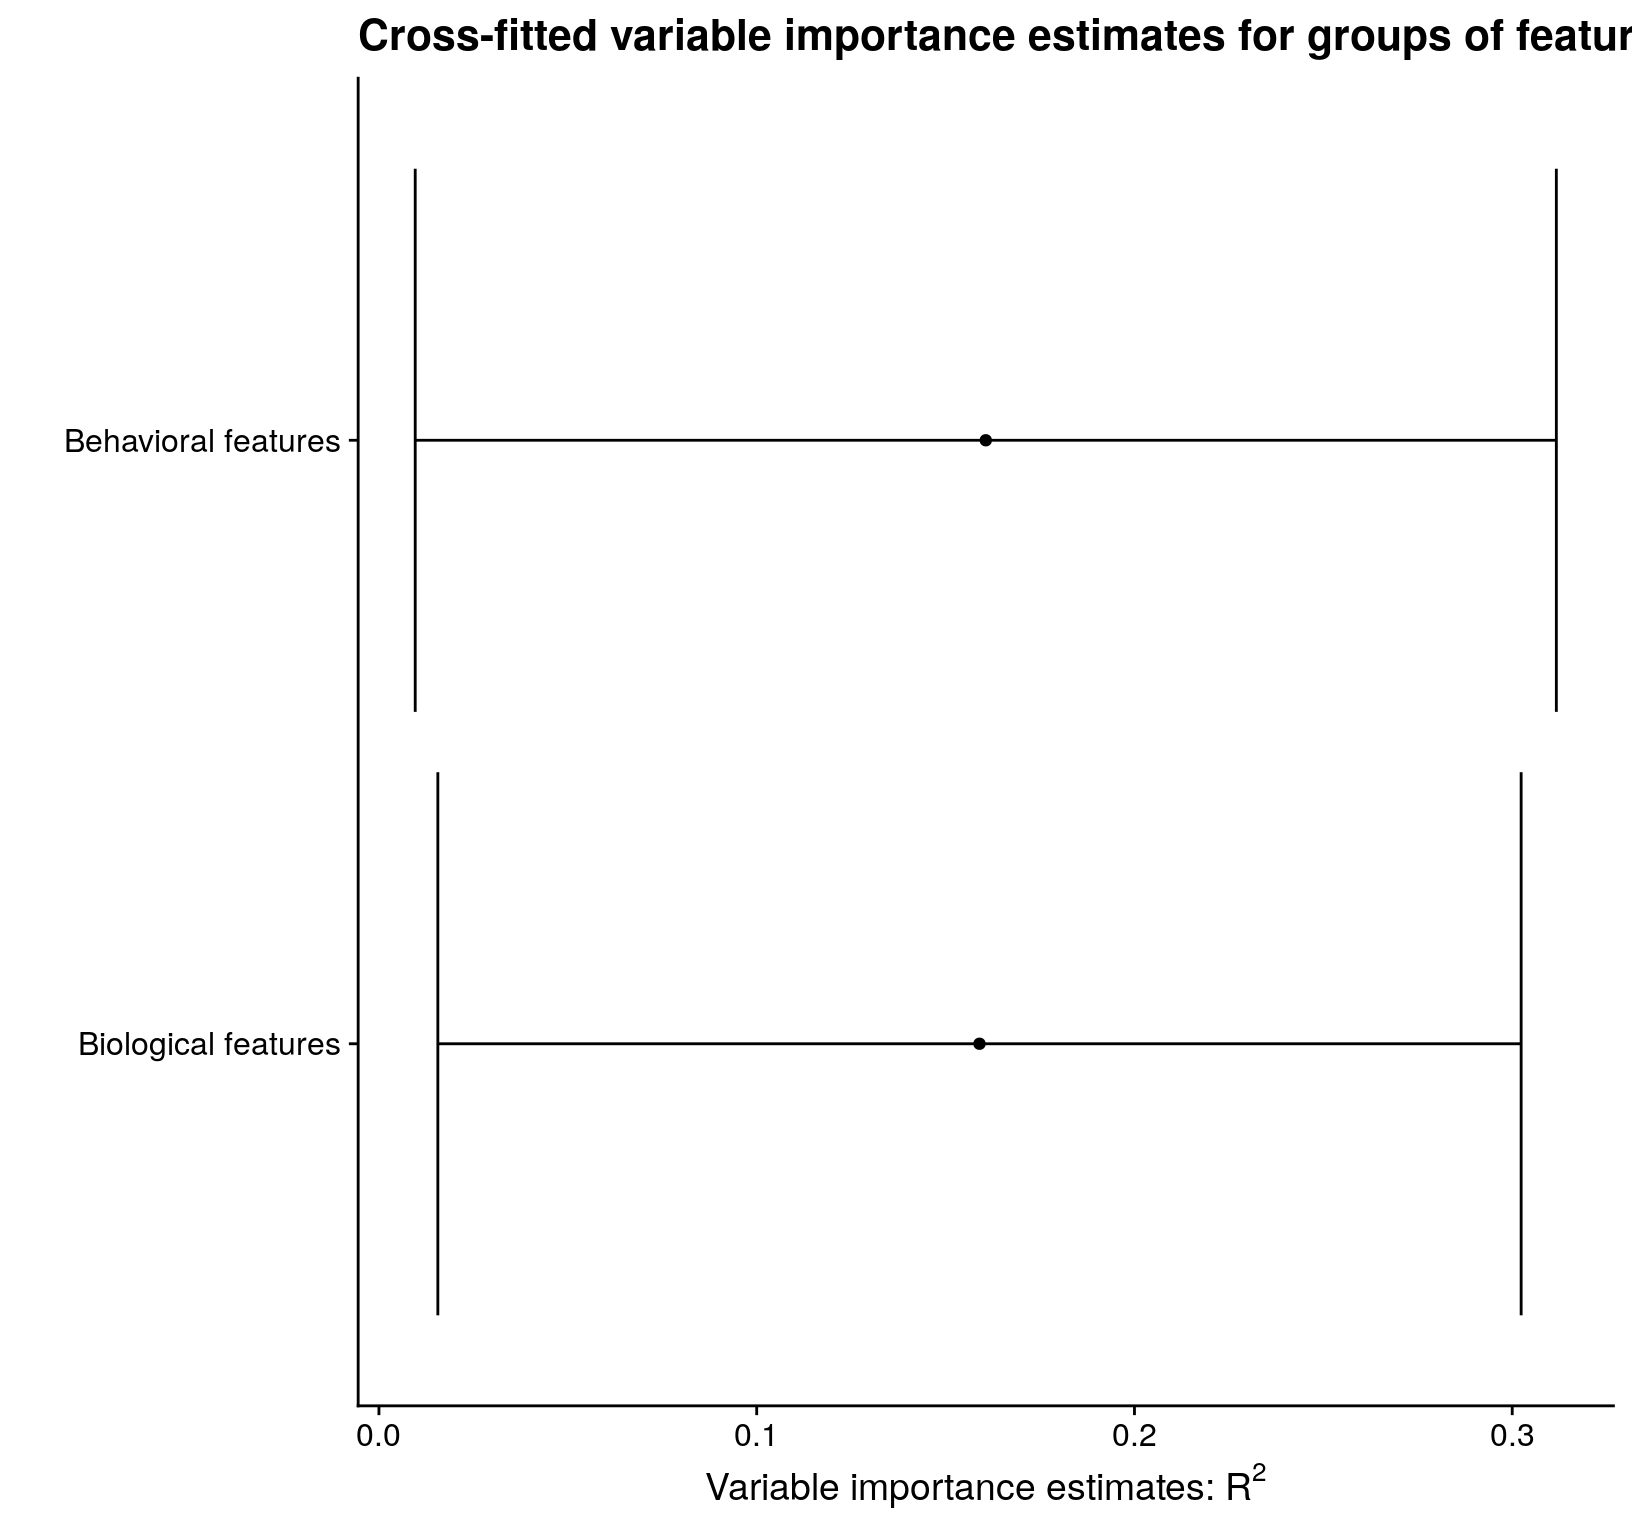 Cross-fitted variable importance estimates for groups of featur
Behavioral features
Biological features
0.0 0.1 0.2 0.3
Variable importance estimates: R²